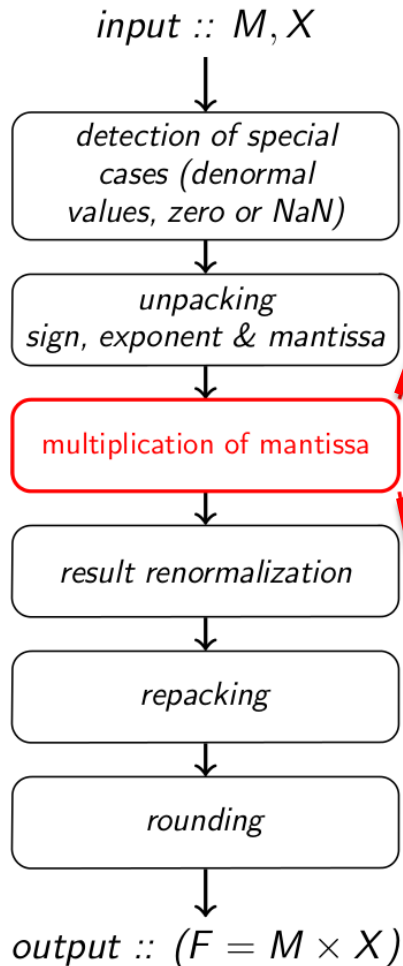 input :: M, X
detection of special
cases (denormal
values, zero or NaN)
unpacking
sign, exponent & mantissa
multiplication of mantissa
result renormalization
repacking
rounding
output :: (F = M × X)